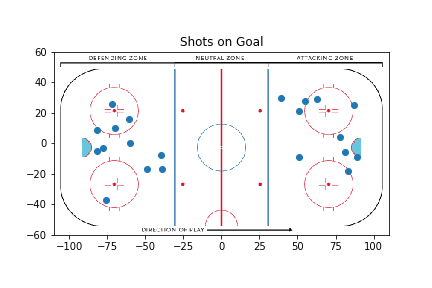 Shots on Goal
60
DEFENDING ZONE NEUTRAL ZONE ATTACKING ZONE
40
20
0
−20
−40
DIRECTION OF PLAY
−60
−100 −75 −50 −25 0 25 50 75 100